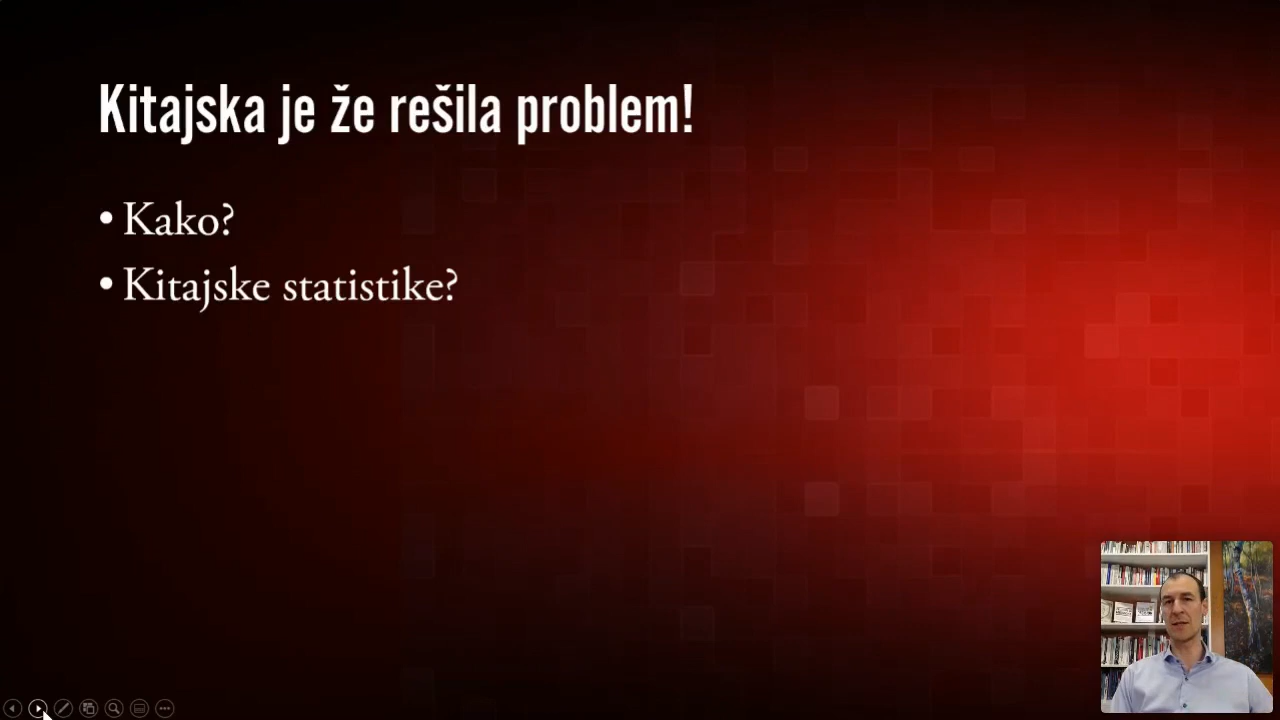 Kitajska je že rešila problem!
• Kako?
• Kitajske statistike?